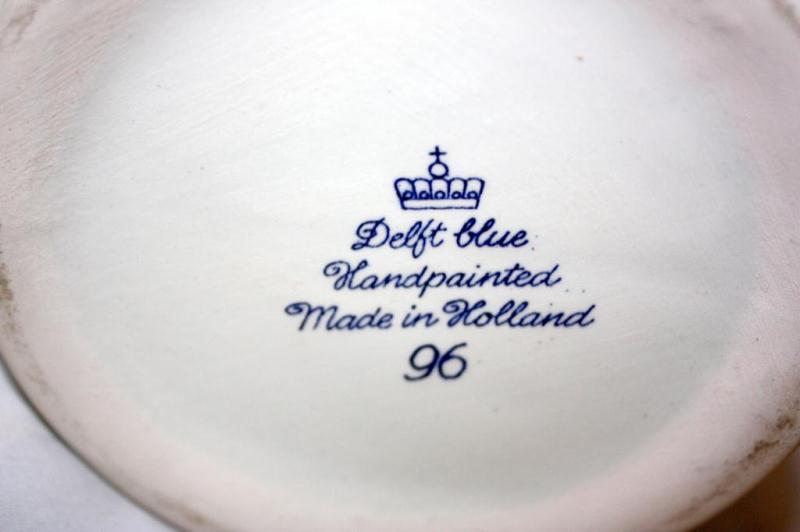 Delft blue
Handpainted
Made in Holland
96